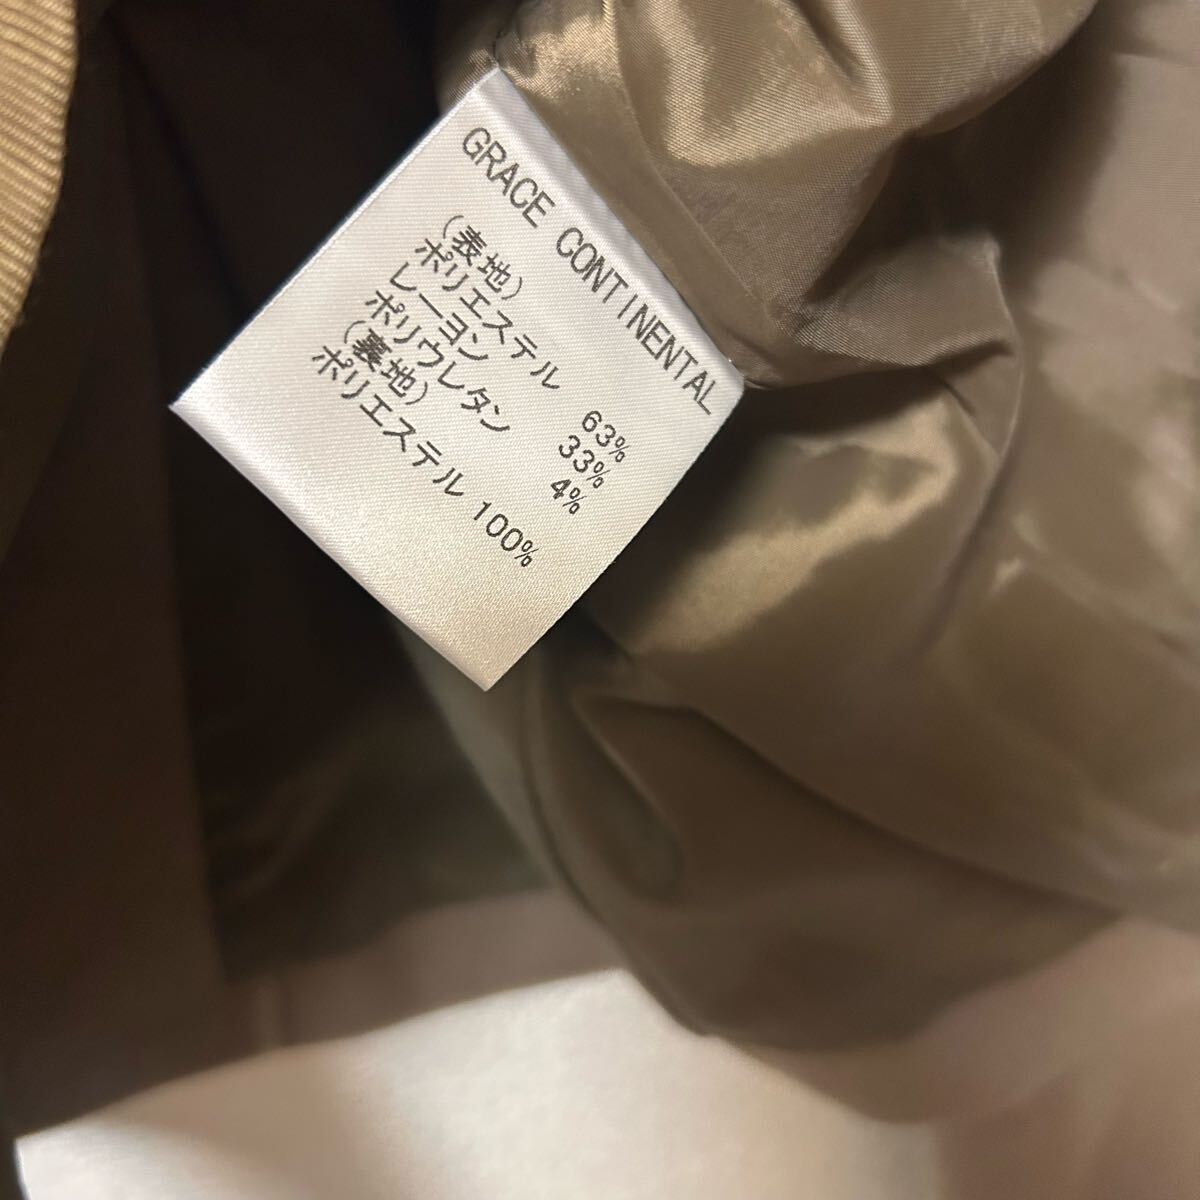 GRACE CONTINENTAL
(表地)
ポリエステル 63%
レーヨン 33%
ポリウレタン 4%
(裏地)
ポリエステル 100%